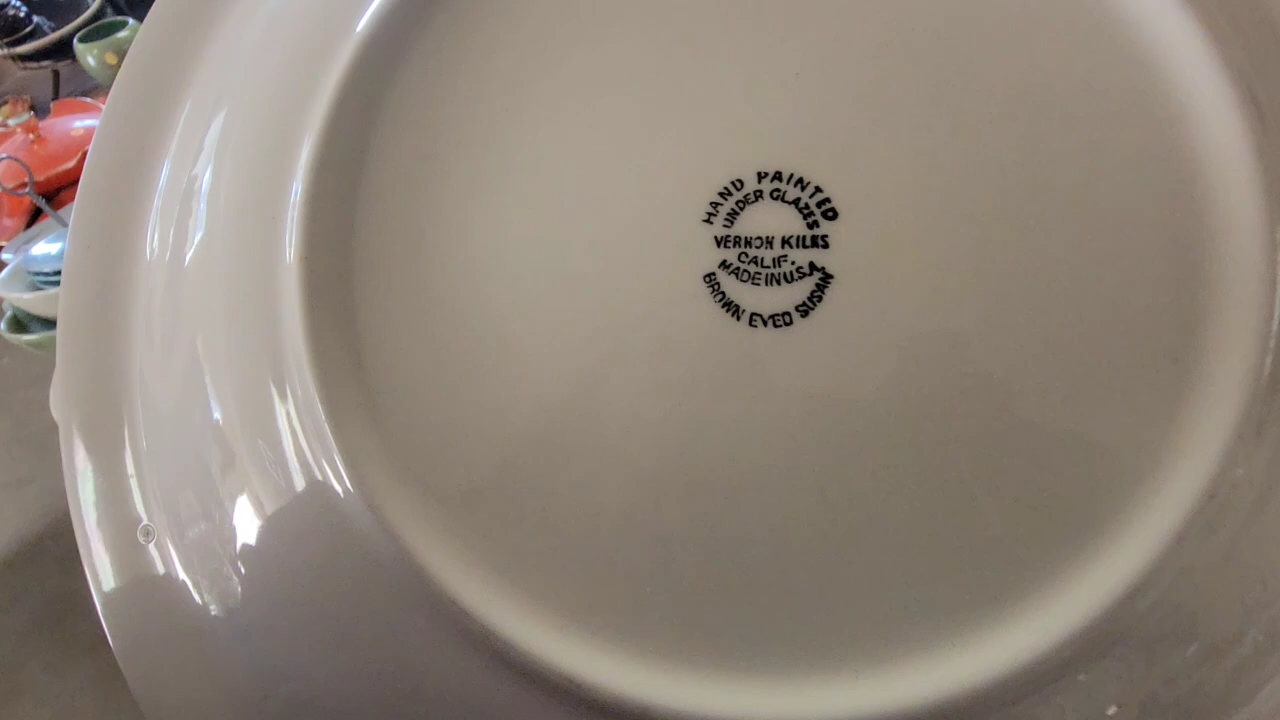 HAND PAINTED
UNDER GLAZES
VERNON KILNS
CALIF.
MADE IN U.S.A.
BROWN EYED SUSAN